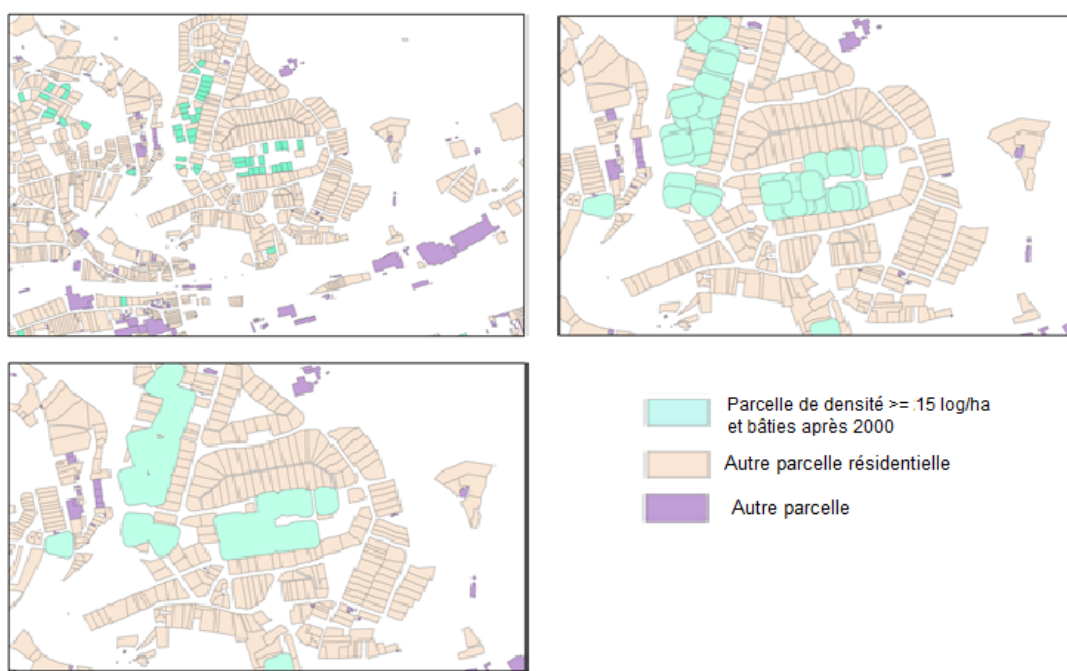 Parcelle de densité >= :15 log/ha
et bâties après 2000
Autre parcelle résidentielle
Autre parcelle